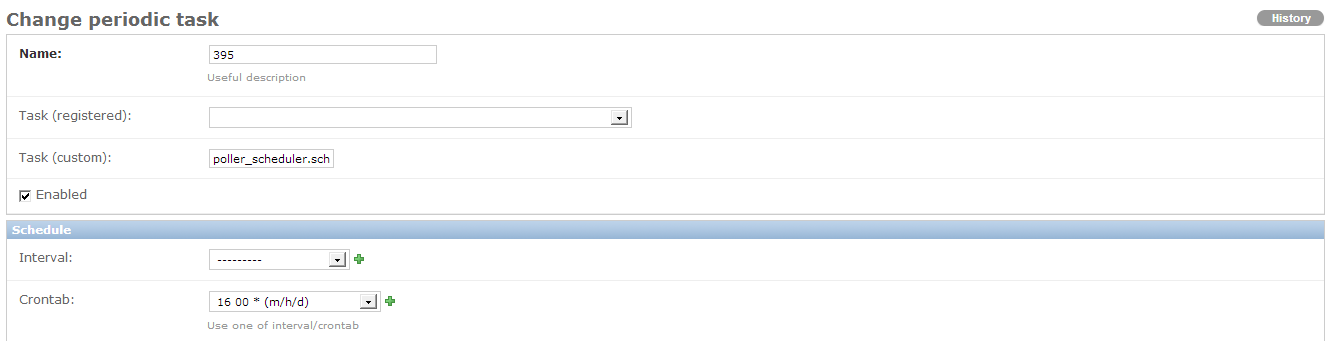 Change periodic task
History
Name:
395
Useful description
Task (registered):
Task (custom):
poller_scheduler.sch
Enabled
Schedule
Interval:
---------
Crontab:
16 00 * (m/h/d)
Use one of interval/crontab